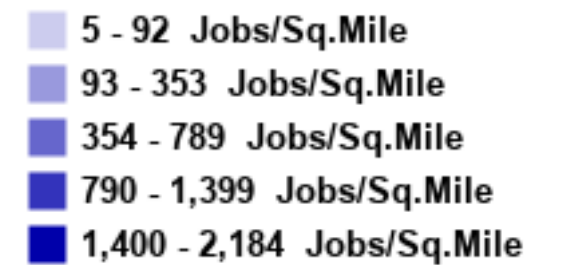 5 - 92 Jobs/Sq.Mile
93 - 353 Jobs/Sq.Mile
354 - 789 Jobs/Sq.Mile
790 - 1,399 Jobs/Sq.Mile
1,400 - 2,184 Jobs/Sq.Mile